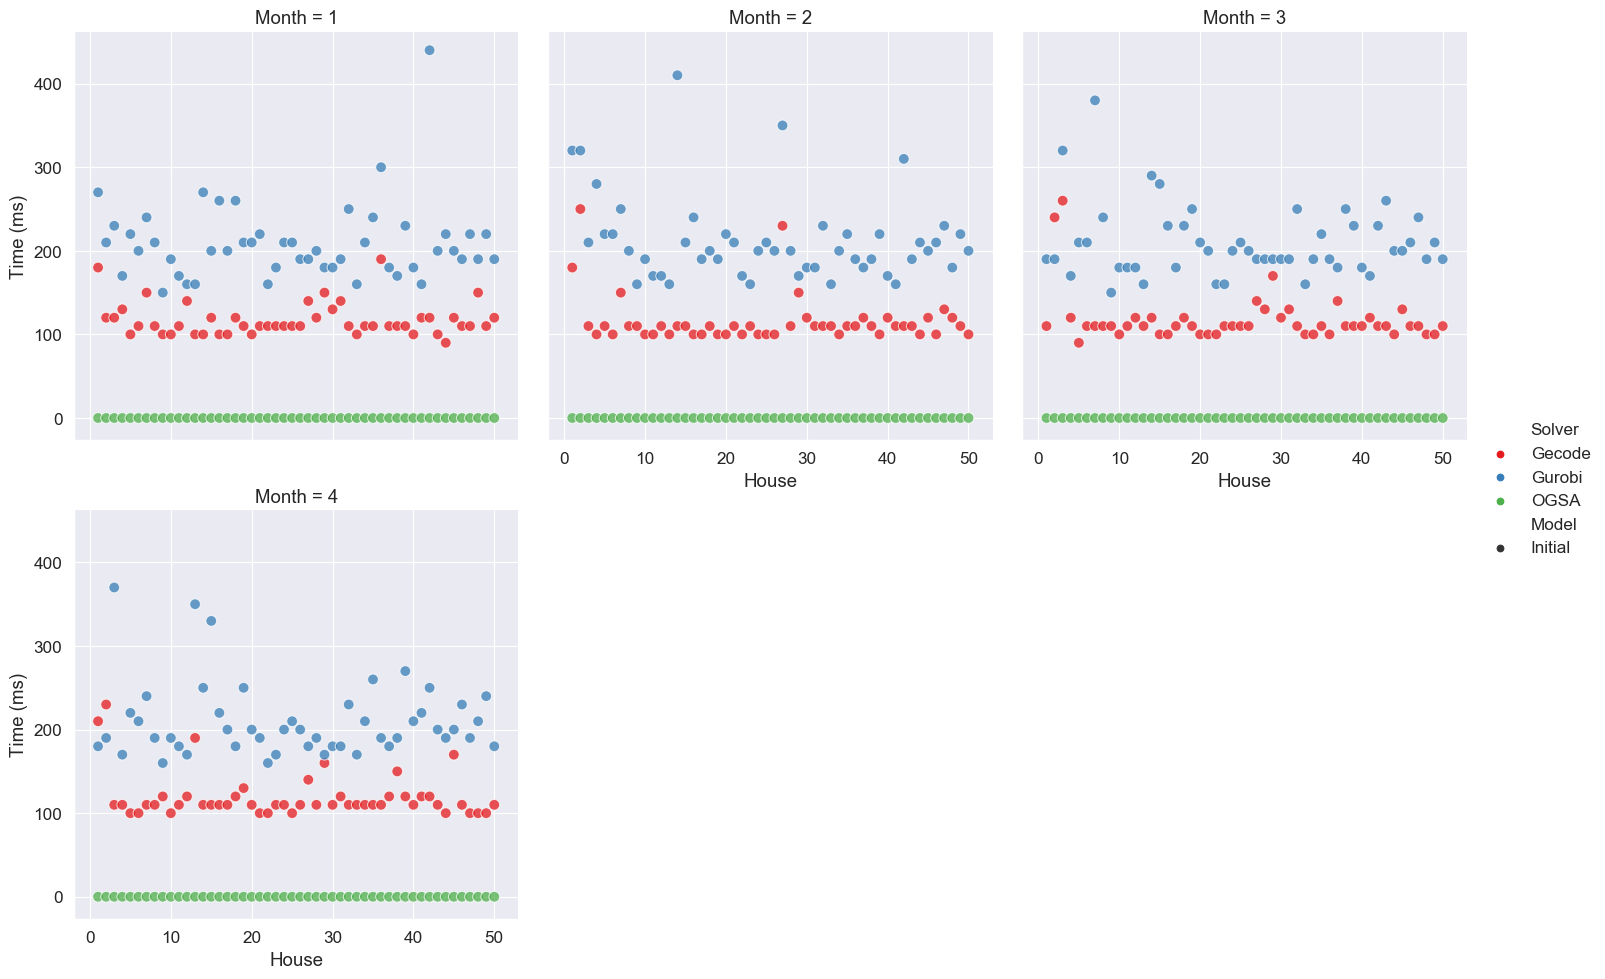 Month = 1
Month = 2
Month = 3
400
300
200
100
0
Time (ms)
0 10 20 30 40 50
House
0 10 20 30 40 50
House
Month = 4
400
300
200
100
0
Time (ms)
0 10 20 30 40 50
House
Solver
Gecode
Gurobi
OGSA
Model
Initial